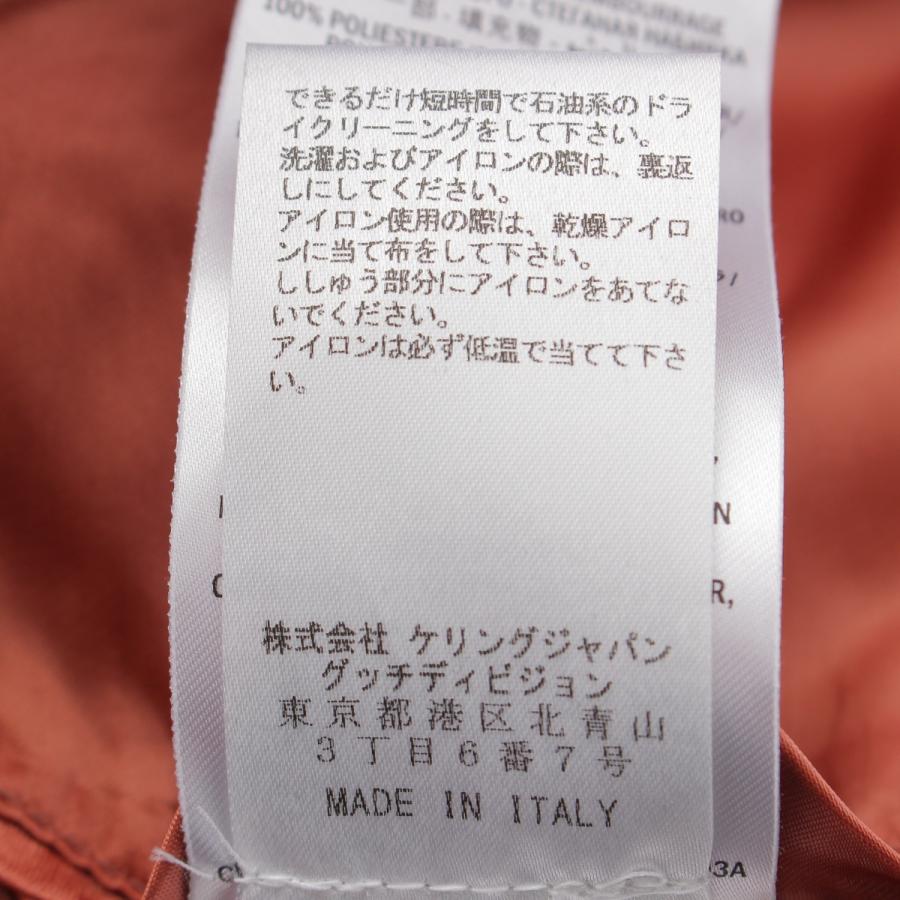 100% POLIESTERE
部・填充物・
できるだけ短時間で石油系のドラ
イクリーニングをして下さい。
洗濯およびアイロンの際は、裏返
しにしてください。
アイロン使用の際は、乾燥アイロ
ンに当て布をして下さい。
ししゅう部分にアイロンをあてな
いでください。
アイロンは必ず低温で当てて下さ
い。
株式会社 ケリングジャパン
グッチディビジョン
東京都港区北青山
3丁目6番7号
MADE IN ITALY